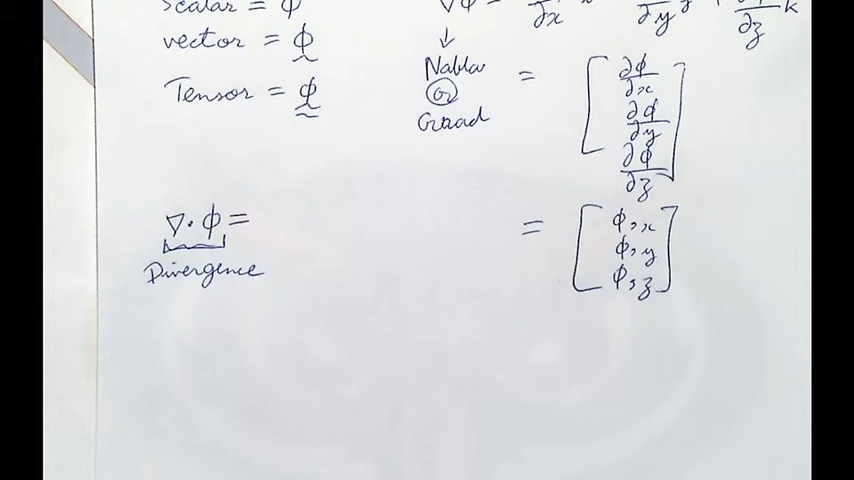 scalar = ϕ
vector = ϕ̰
Tensor = ϕ̰̰
∇ϕ = ∂ϕ/∂x i + ∂ϕ/∂y j + ∂ϕ/∂z k
↓
Nabla
or
Grad
= [ ∂ϕ/∂x
∂ϕ/∂y
∂ϕ/∂z ]
∇·ϕ =
Divergence
= [ ϕ,x
ϕ,y
ϕ,z ]